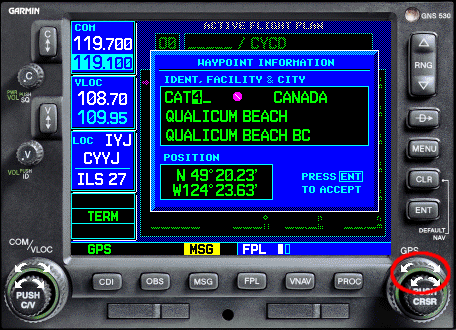 GARMIN
GNS 530
COM
119.700
119.100
VLOC
108.70
109.95
LOC IYJ
CYYJ
ILS 27
TERM
GPS
MSG
FPL
ACTIVE FLIGHT PLAN
00 / CYCD
WAYPOINT INFORMATION
IDENT, FACILITY & CITY
CAT4_ CANADA
QUALICUM BEACH
QUALICUM BEACH BC
POSITION
N 49°20.23'
W124°23.63'
PRESS ENT
TO ACCEPT
C
C
PWR
VOL PUSH
SQ
V
V
VOL PUSH
ID
COM
/VLOC
PUSH
C/V
CDI
OBS
MSG
FPL
VNAV
PROC
RNG
D
MENU
CLR
ENT
DEFAULT
NAV
GPS
PUSH
CRSR